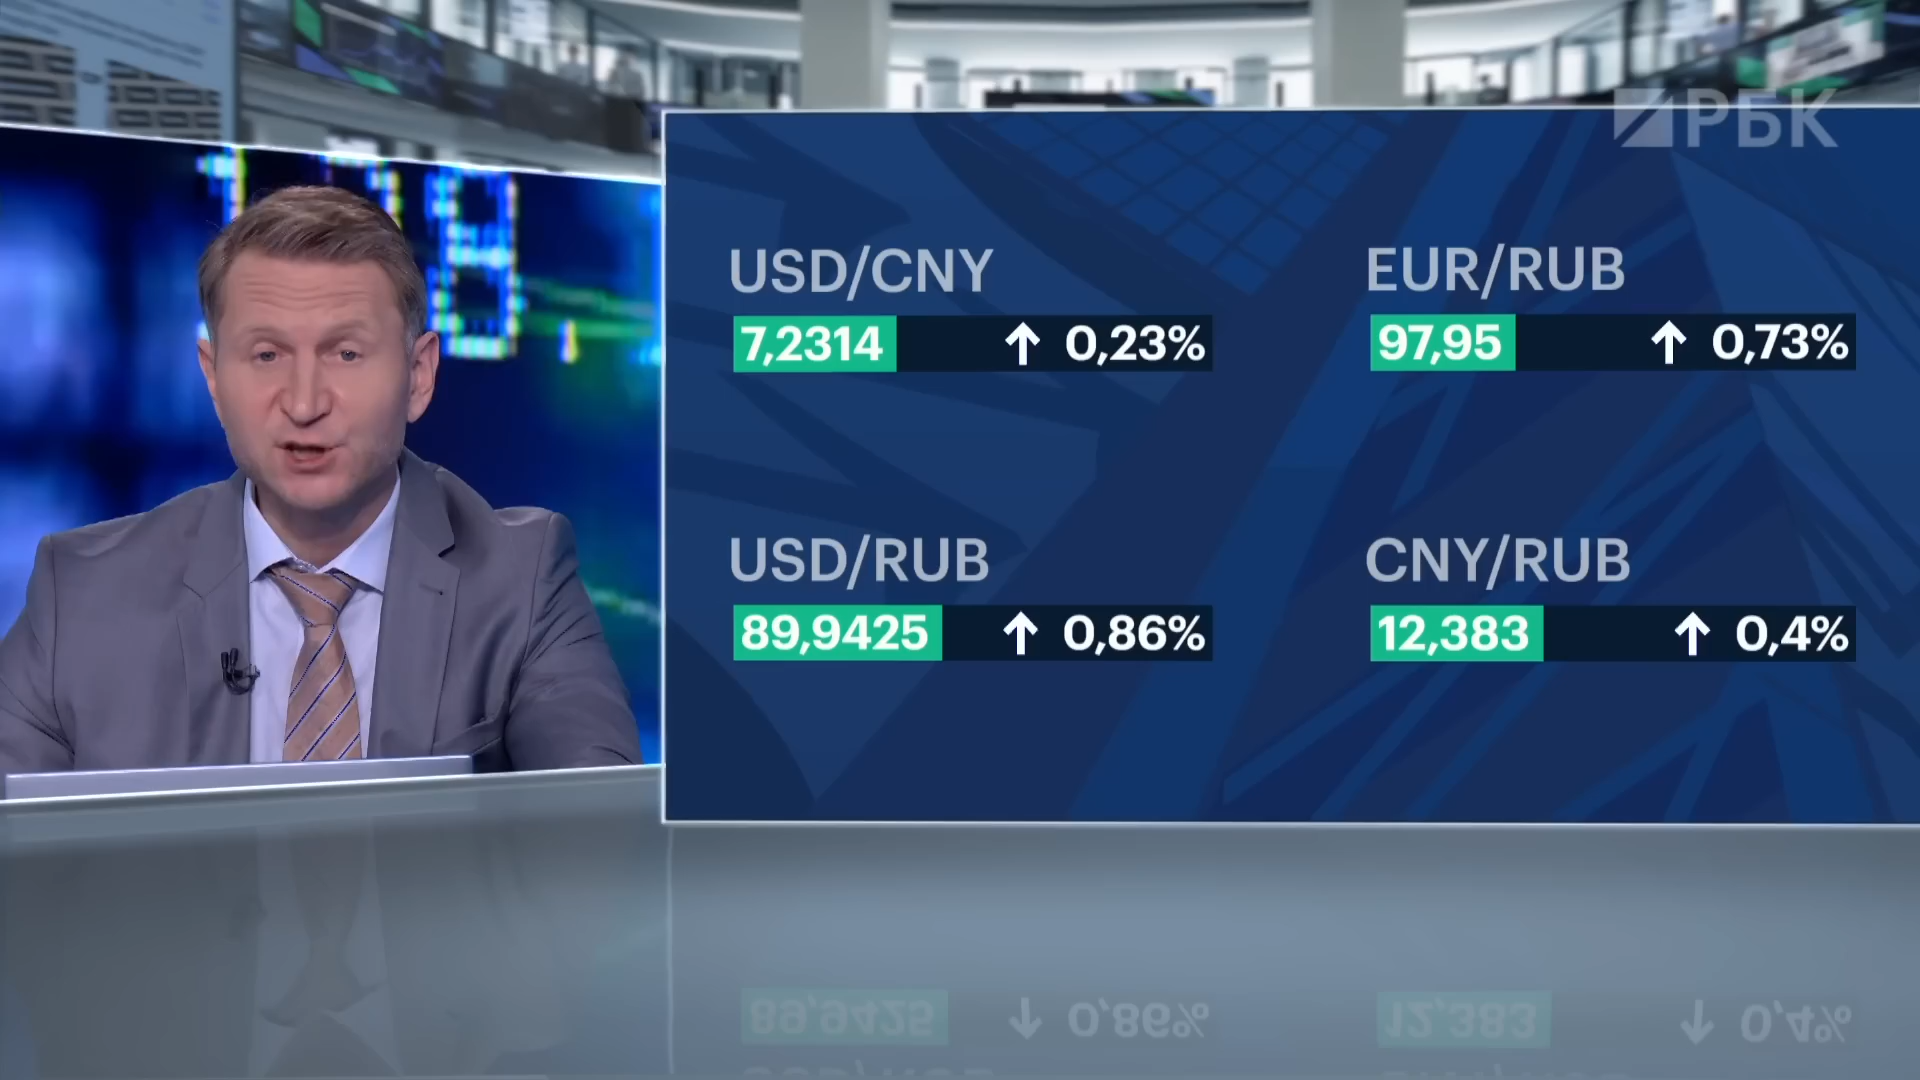 РБК
USD/CNY
7,2314 ↑ 0,23%
EUR/RUB
97,95 ↑ 0,73%
USD/RUB
89,9425 ↑ 0,86%
CNY/RUB
12,383 ↑ 0,4%